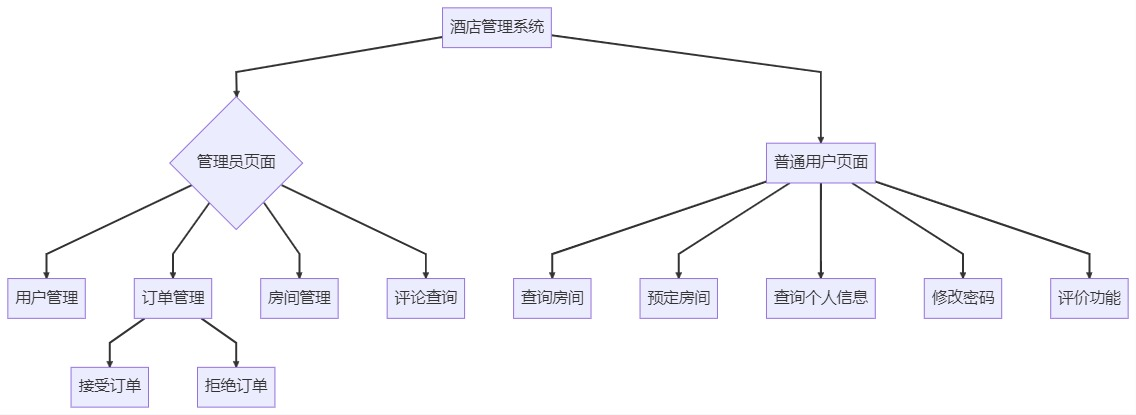 酒店管理系统
管理员页面
普通用户页面
用户管理
订单管理
房间管理
评论查询
查询房间
预定房间
查询个人信息
修改密码
评价功能
接受订单
拒绝订单